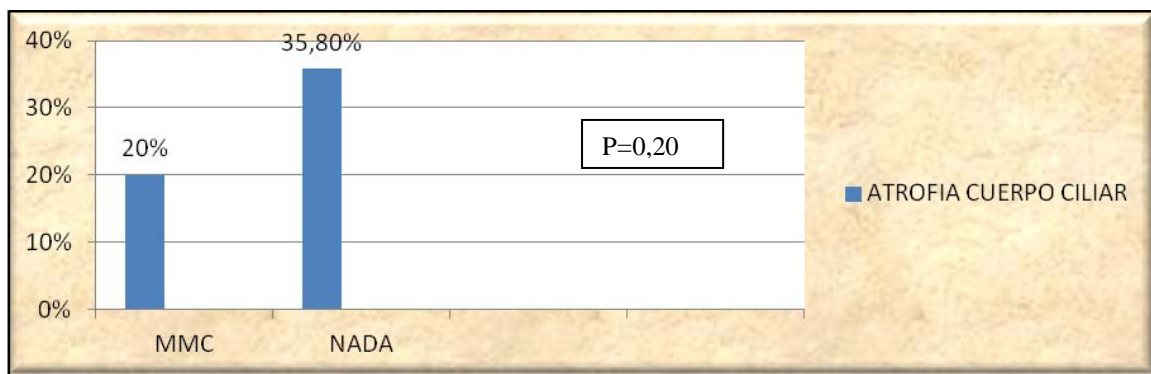 40%
35,80%
30%
P=0,20
20%
20%
ATROFIA CUERPO CILIAR
10%
0%
MMC NADA